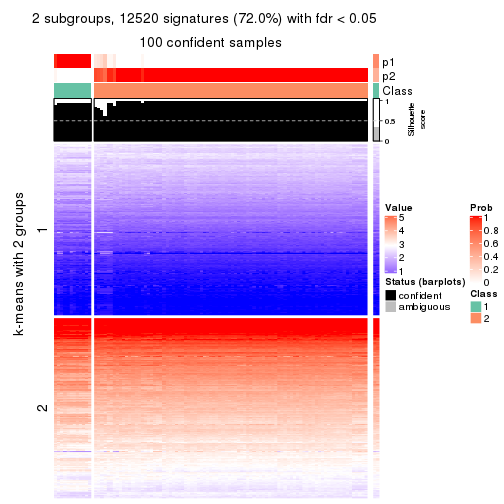 2 subgroups, 12520 signatures (72.0%) with fdr < 0.05
100 confident samples
p1
p2
Class
1
0.5
0
Silhouette
score
k-means with 2 groups
1
2
Value
5
4
3
2
1
Status (barplots)
confident
ambiguous
Prob
1
0.8
0.6
0.4
0.2
0
Class
1
2